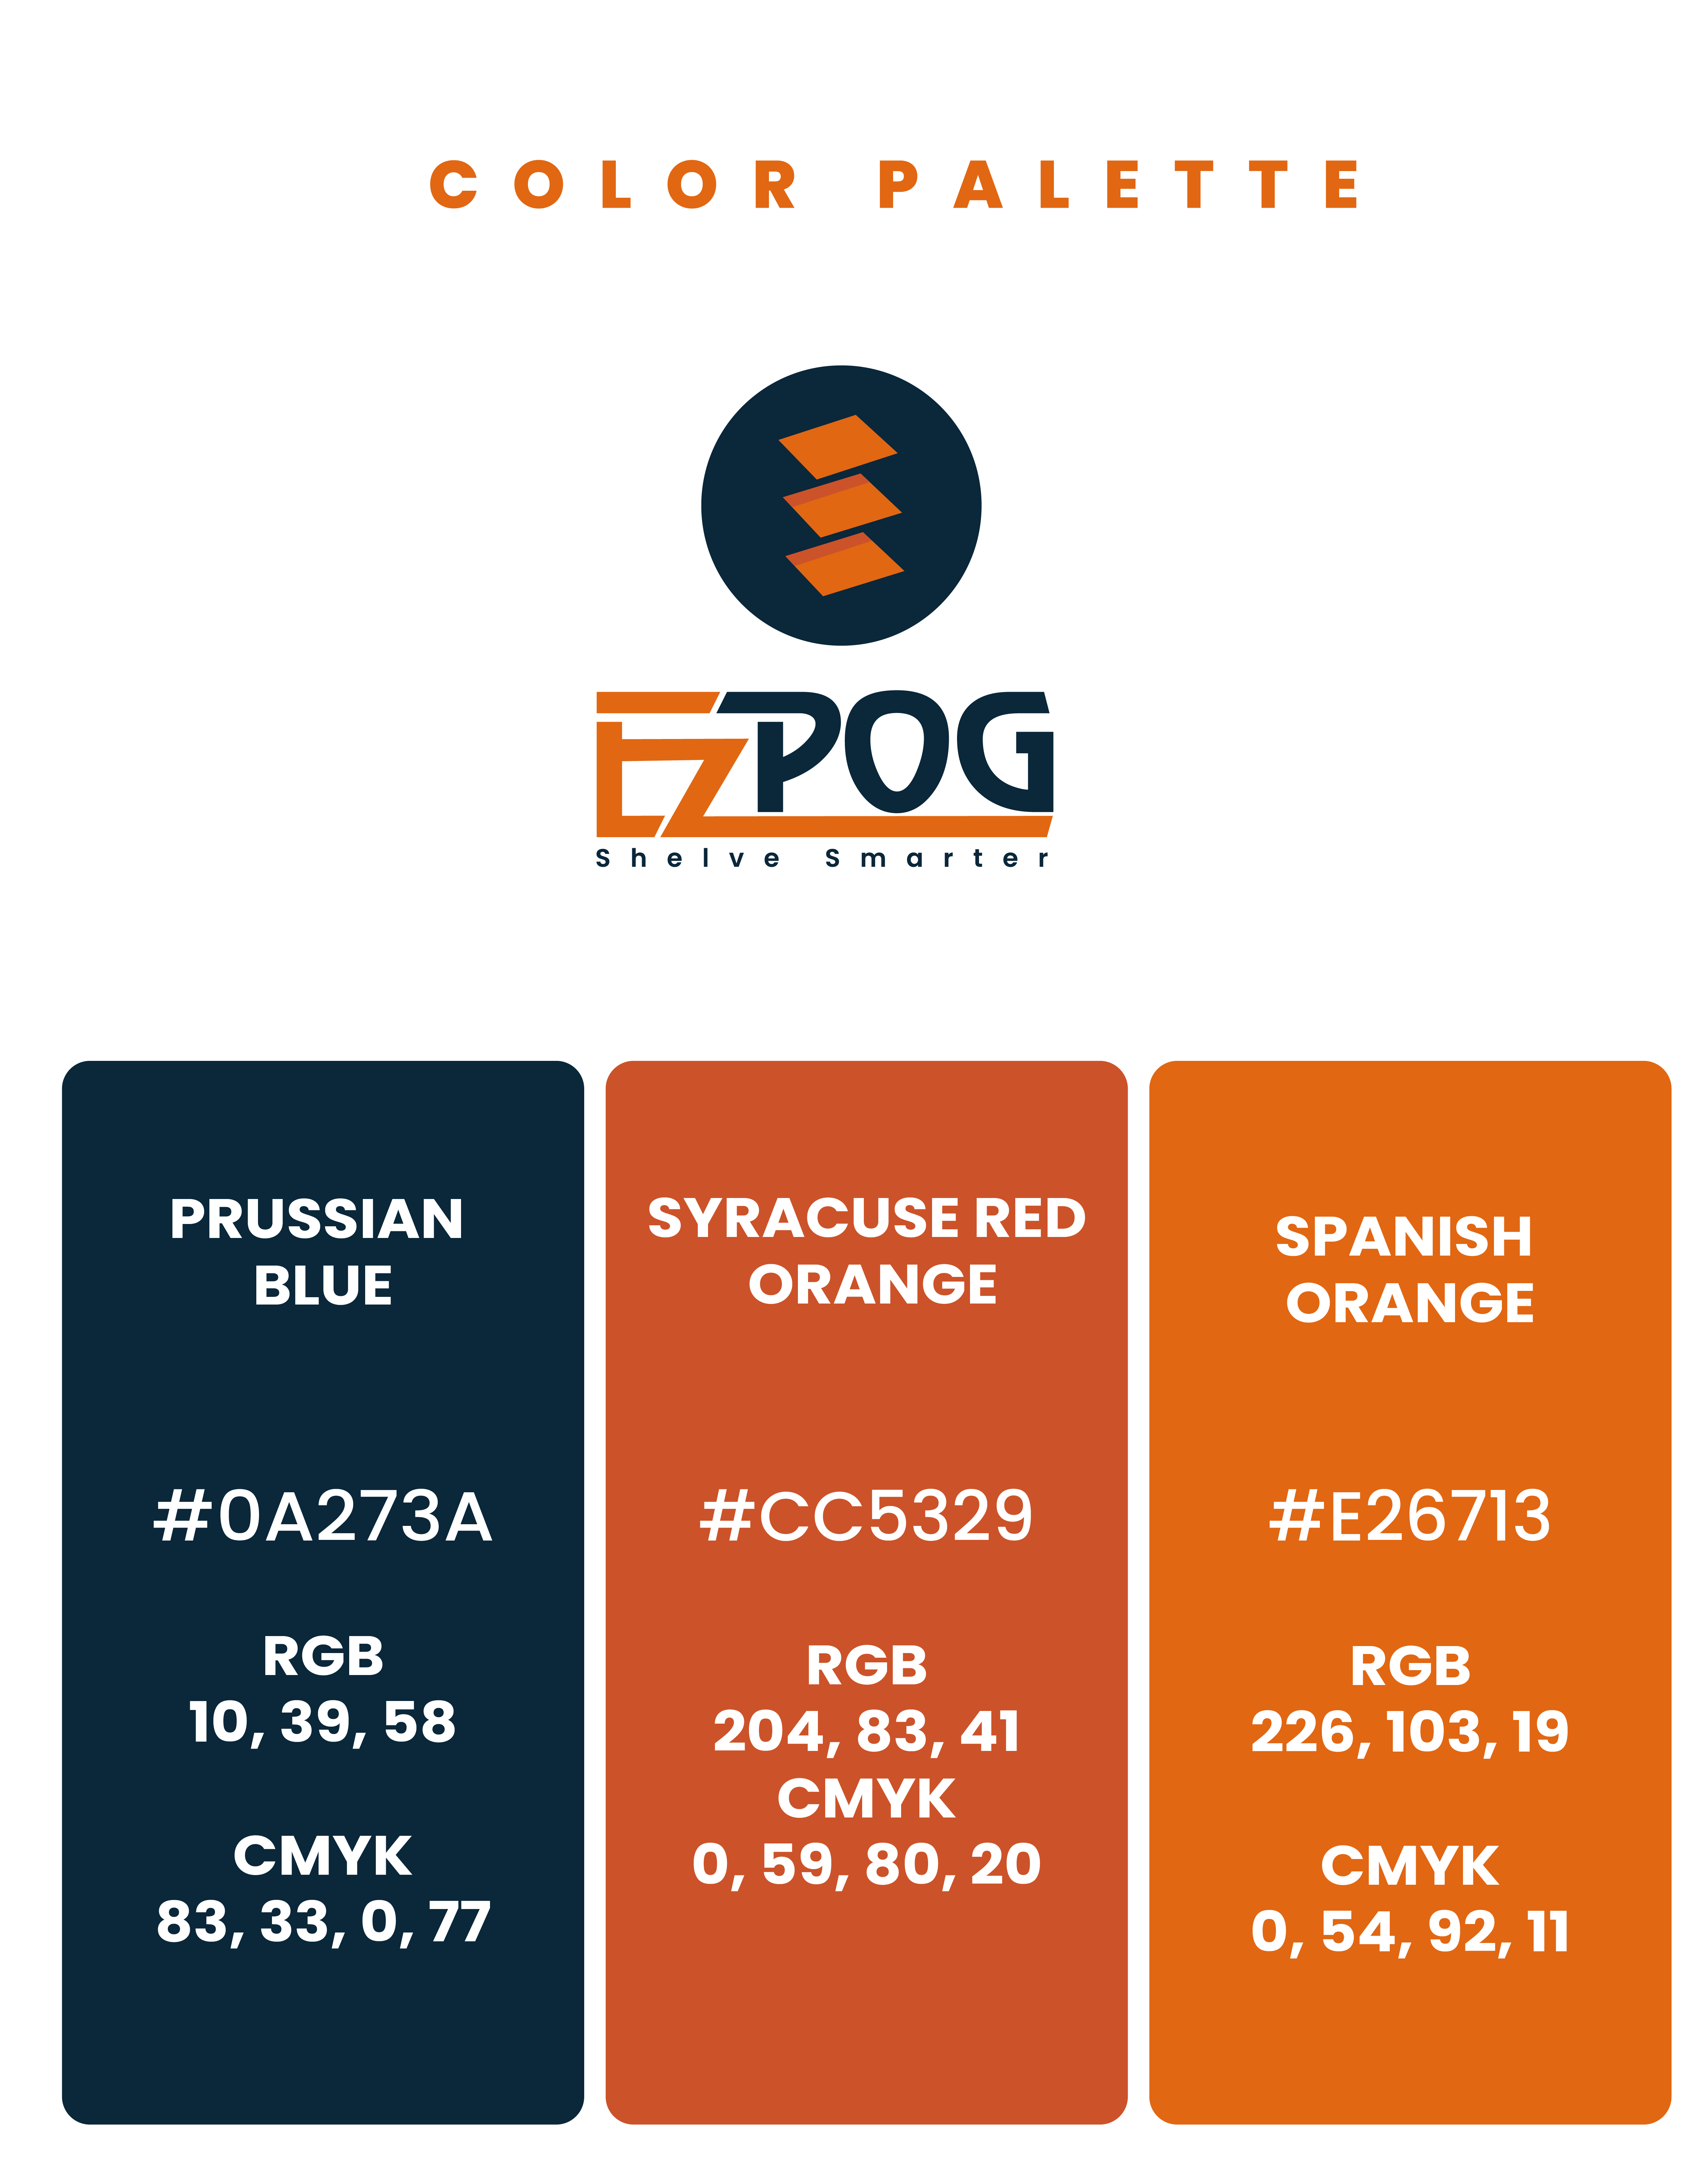 COLOR PALETTE
EZPOG
Shelve Smarter
PRUSSIAN
BLUE
#0A273A
RGB
10, 39, 58
CMYK
83, 33, 0, 77
SYRACUSE RED
ORANGE
#CC5329
RGB
204, 83, 41
CMYK
0, 59, 80, 20
SPANISH
ORANGE
#E26713
RGB
226, 103, 19
CMYK
0, 54, 92, 11